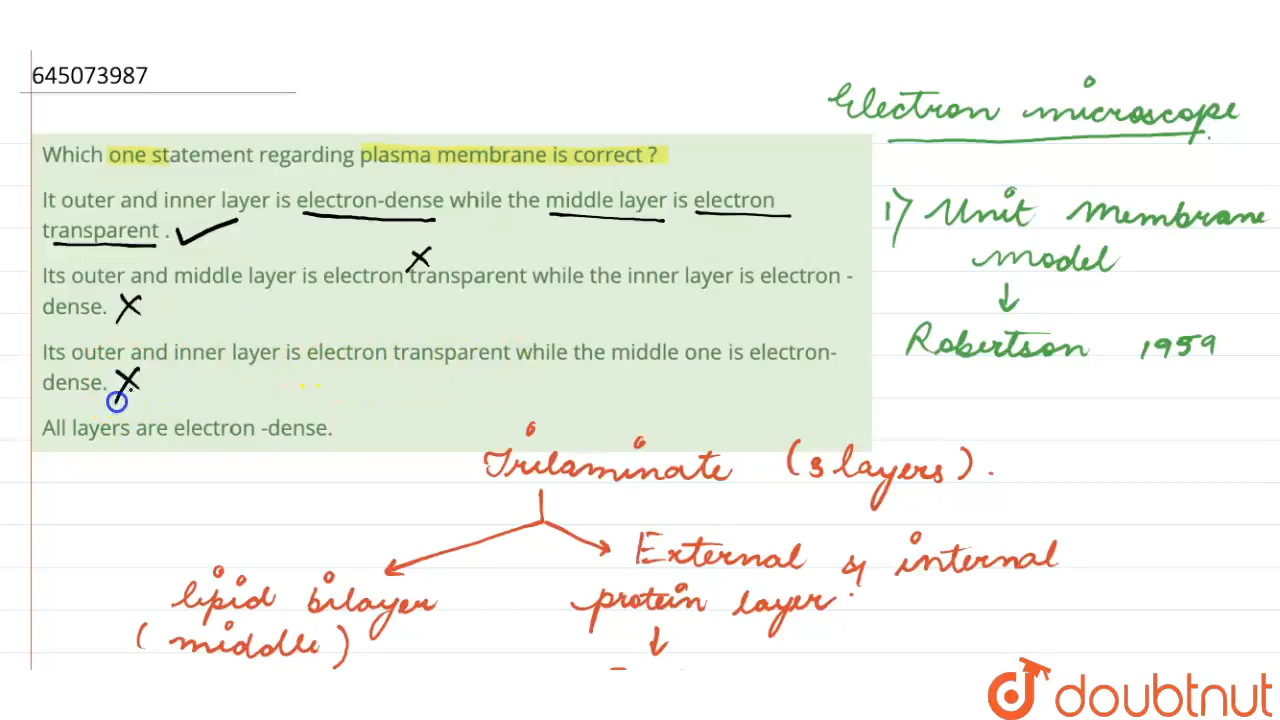 645073987
Which one statement regarding plasma membrane is correct ?
It outer and inner layer is electron-dense while the middle layer is electron
transparent .
Its outer and middle layer is electron transparent while the inner layer is electron -
dense.
Its outer and inner layer is electron transparent while the middle one is electron-
dense.
All layers are electron -dense.
Electron microscope
1) Unit Membrane
model
Robertson 1959
Trilaminate (3 layers).
lipid bilayer
(middle)
External & internal
protein layer.
doubtnut